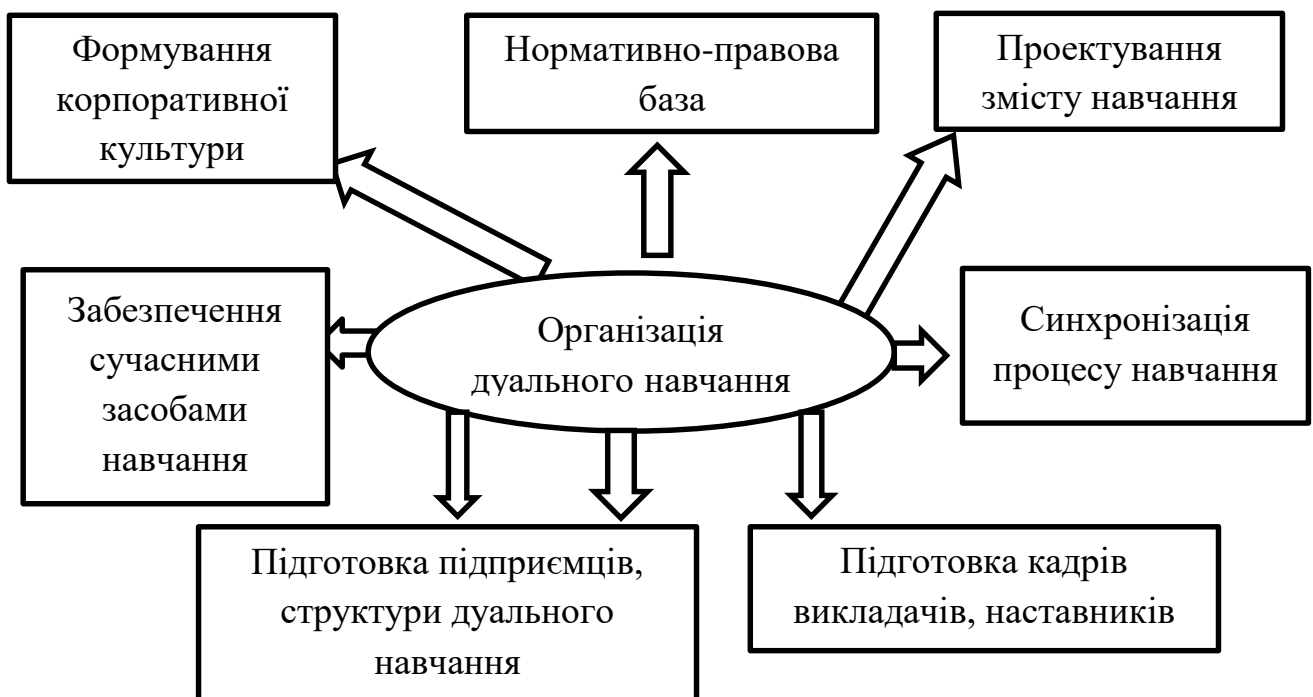 Формування
корпоративної
культури
Нормативно-правова
база
Проектування
змісту навчання
Забезпечення
сучасними
засобами
навчання
Організація
дуального навчання
Синхронізація
процесу навчання
Підготовка підприємців,
структури дуального
навчання
Підготовка кадрів
викладачів, наставників